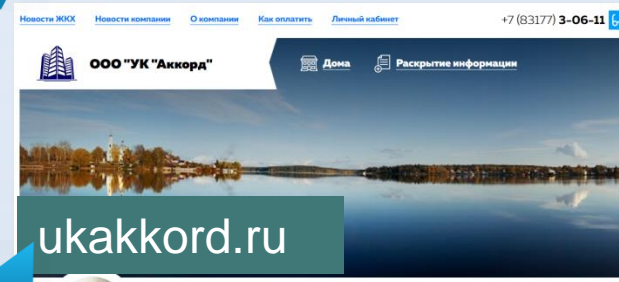 Новости ЖКХ Новости компании О компании Как оплатить Личный кабинет +7 (83177) 3-06-11
ООО "УК "Аккорд" Дома Раскрытие информации
ukakkord.ru